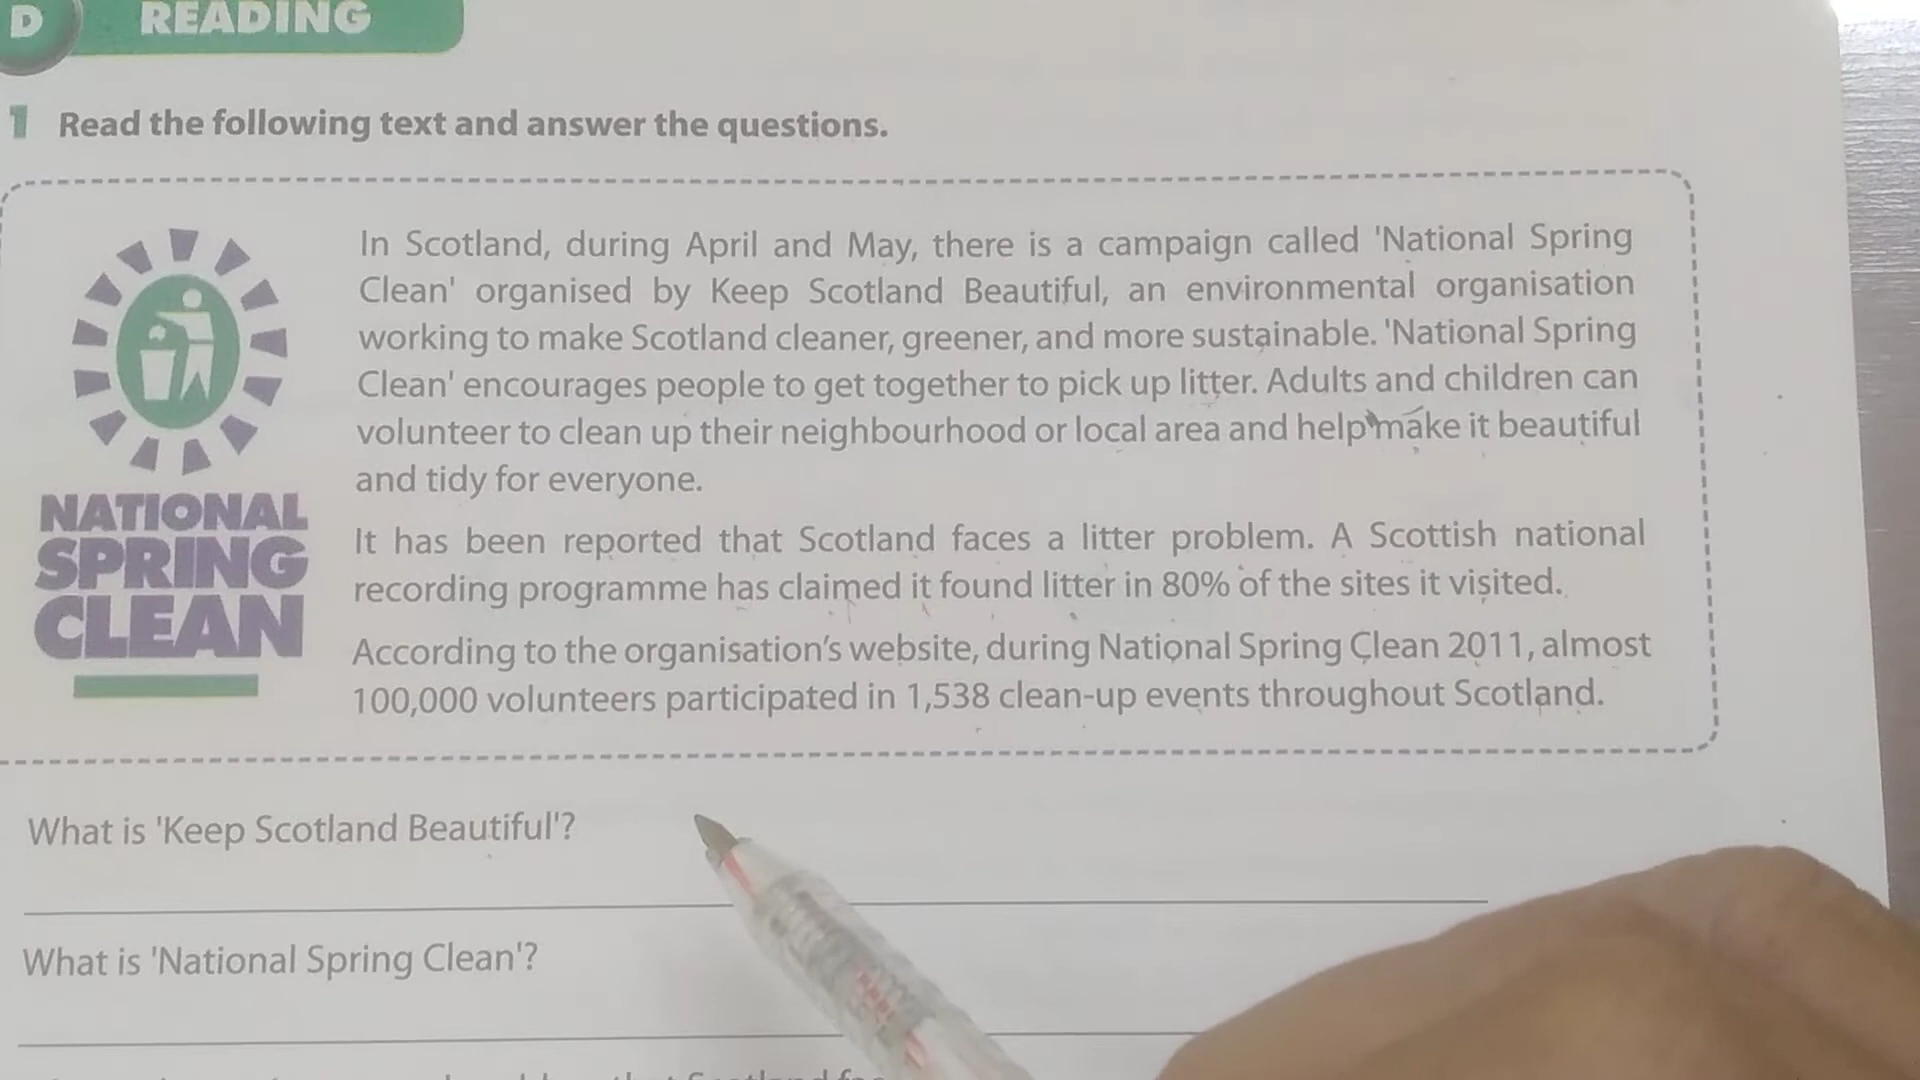 D READING
1 Read the following text and answer the questions.
In Scotland, during April and May, there is a campaign called 'National Spring
Clean' organised by Keep Scotland Beautiful, an environmental organisation
working to make Scotland cleaner, greener, and more sustainable. 'National Spring
Clean' encourages people to get together to pick up litter. Adults and children can
volunteer to clean up their neighbourhood or local area and help make it beautiful
and tidy for everyone.
NATIONAL
SPRING
CLEAN
It has been reported that Scotland faces a litter problem. A Scottish national
recording programme has claimed it found litter in 80% of the sites it visited.
According to the organisation's website, during National Spring Clean 2011, almost
100,000 volunteers participated in 1,538 clean-up events throughout Scotland.
What is 'Keep Scotland Beautiful'?
What is 'National Spring Clean'?
that Scotland